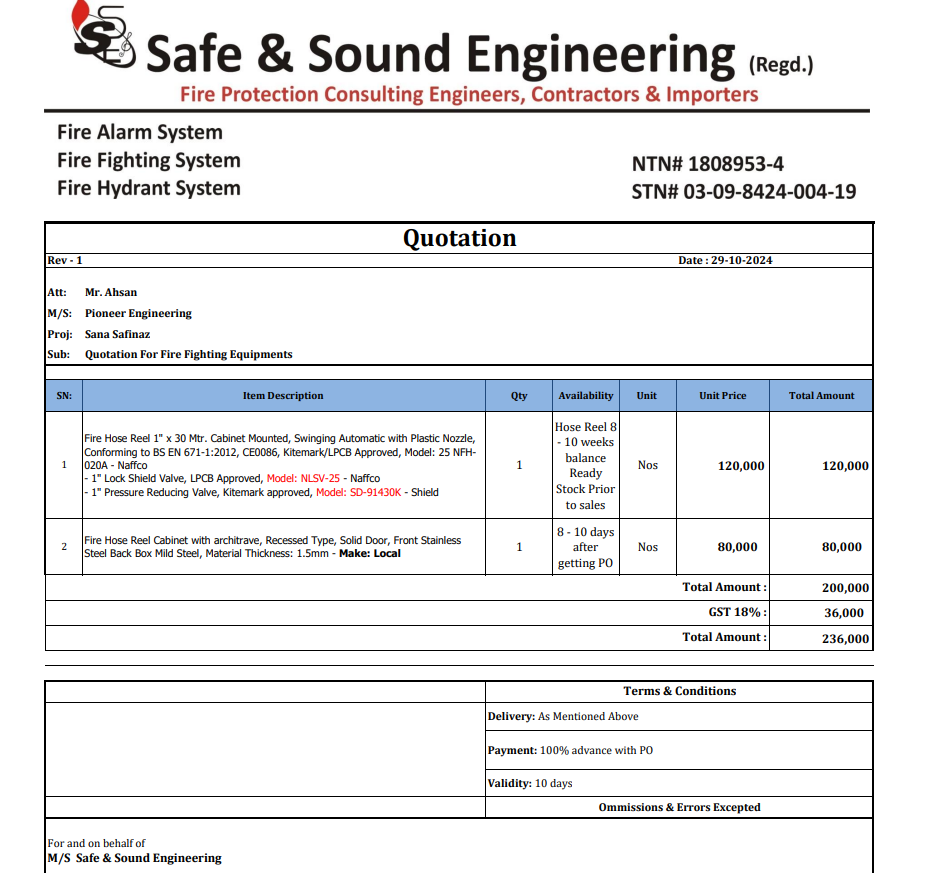 Safe & Sound Engineering (Regd.)
Fire Protection Consulting Engineers, Contractors & Importers
Fire Alarm System
Fire Fighting System
Fire Hydrant System
NTN# 1808953-4
STN# 03-09-8424-004-19
Quotation
Rev - 1
Date : 29-10-2024
Att: Mr. Ahsan
M/S: Pioneer Engineering
Proj: Sana Safinaz
Sub: Quotation For Fire Fighting Equipments
SN: Item Description Qty Availability Unit Unit Price Total Amount
1
Fire Hose Reel 1" x 30 Mtr. Cabinet Mounted, Swinging Automatic with Plastic Nozzle,
Conforming to BS EN 671-1:2012, CE0086, Kitemark/LPCB Approved, Model: 25 NFH-
020A - Naffco
- 1" Lock Shield Valve, LPCB Approved, Model: NLSV-25 - Naffco
- 1" Pressure Reducing Valve, Kitemark approved, Model: SD-91430K - Shield
1
Hose Reel 8
- 10 weeks
balance
Ready
Stock Prior
to sales
Nos
120,000
120,000
2
Fire Hose Reel Cabinet with architrave, Recessed Type, Solid Door, Front Stainless
Steel Back Box Mild Steel, Material Thickness: 1.5mm - Make: Local
1
8 - 10 days
after
getting PO
Nos
80,000
80,000
Total Amount : 200,000
GST 18% : 36,000
Total Amount : 236,000
Terms & Conditions
Delivery: As Mentioned Above
Payment: 100% advance with PO
Validity: 10 days
Ommissions & Errors Excepted
For and on behalf of
M/S Safe & Sound Engineering